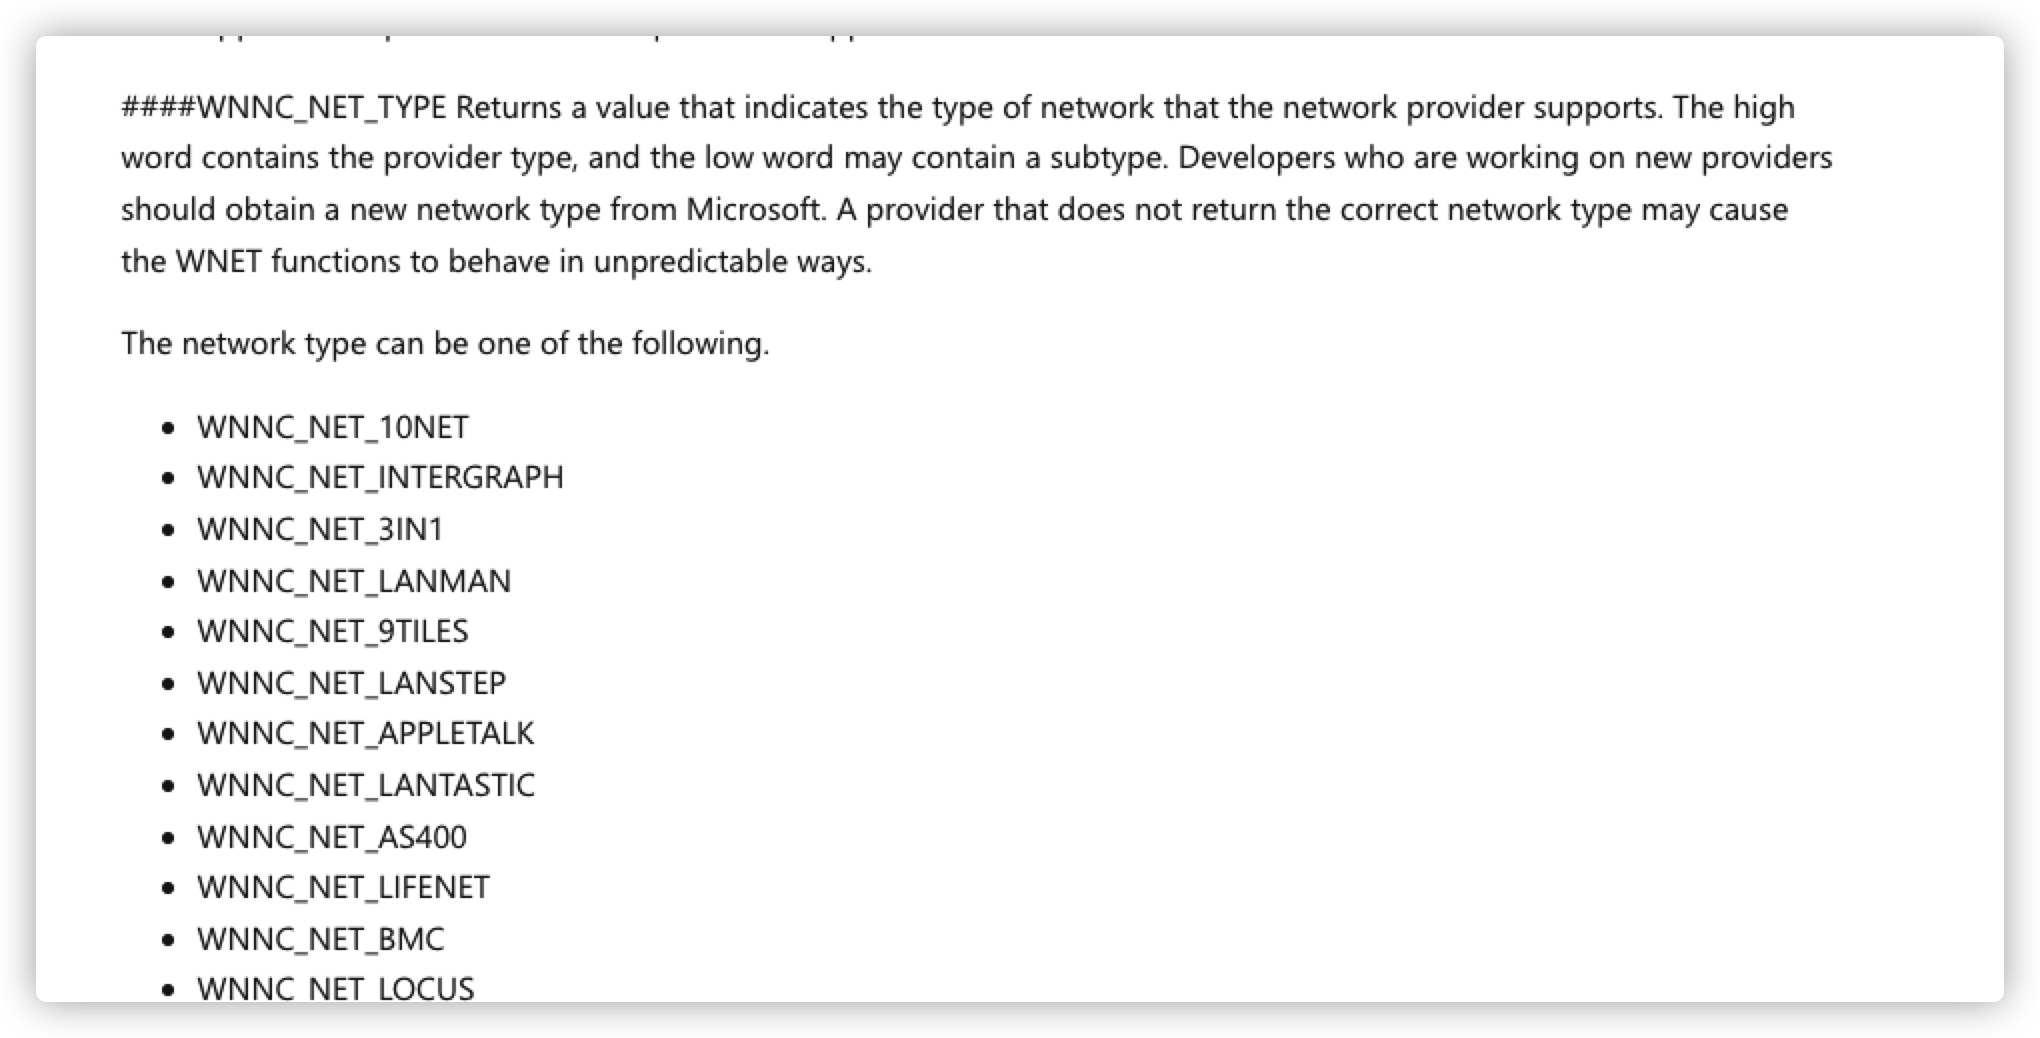 ####WNNC_NET_TYPE Returns a value that indicates the type of network that the network provider supports. The high
word contains the provider type, and the low word may contain a subtype. Developers who are working on new providers
should obtain a new network type from Microsoft. A provider that does not return the correct network type may cause
the WNET functions to behave in unpredictable ways.
The network type can be one of the following.
• WNNC_NET_10NET
• WNNC_NET_INTERGRAPH
• WNNC_NET_3IN1
• WNNC_NET_LANMAN
• WNNC_NET_9TILES
• WNNC_NET_LANSTEP
• WNNC_NET_APPLETALK
• WNNC_NET_LANTASTIC
• WNNC_NET_AS400
• WNNC_NET_LIFENET
• WNNC_NET_BMC
• WNNC_NET_LOCUS